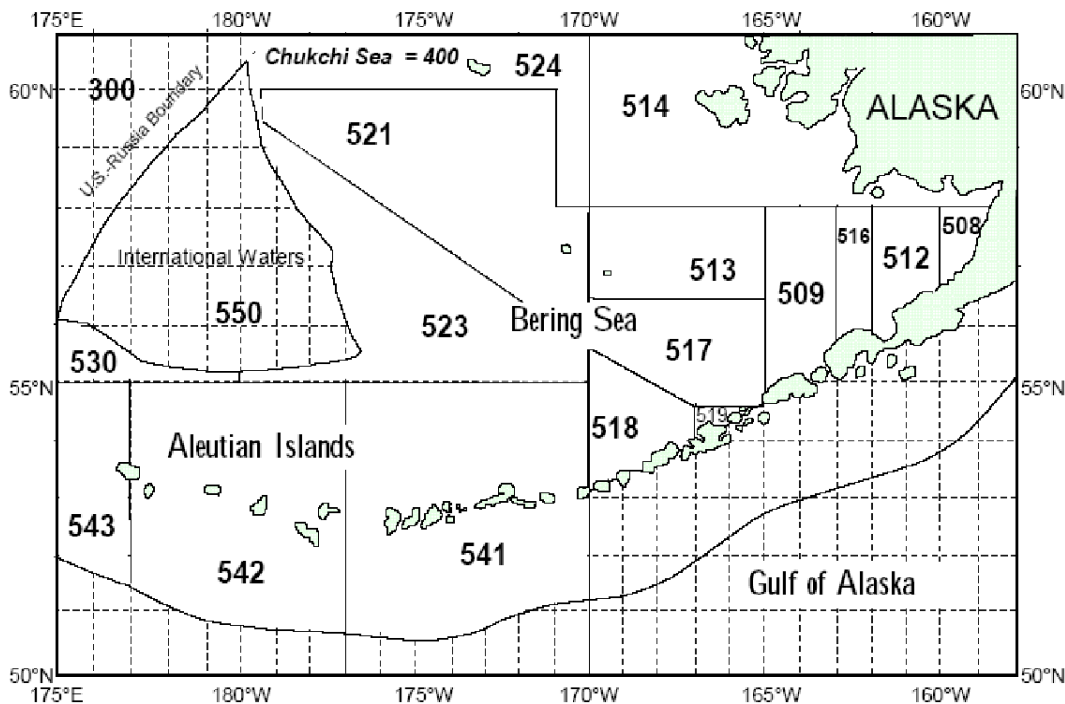 175°E 180°W 175°W 170°W 165°W 160°W
Chukchi Sea = 400
524
300
60°N
60°N
U.S.-Russia Boundary
521
514
ALASKA
International Waters
516
508
513
512
509
550
523
Bering Sea
517
530
55°N
55°N
518
519
Aleutian Islands
543
542
541
Gulf of Alaska
50°N
50°N
175°E 180°W 175°W 170°W 165°W 160°W